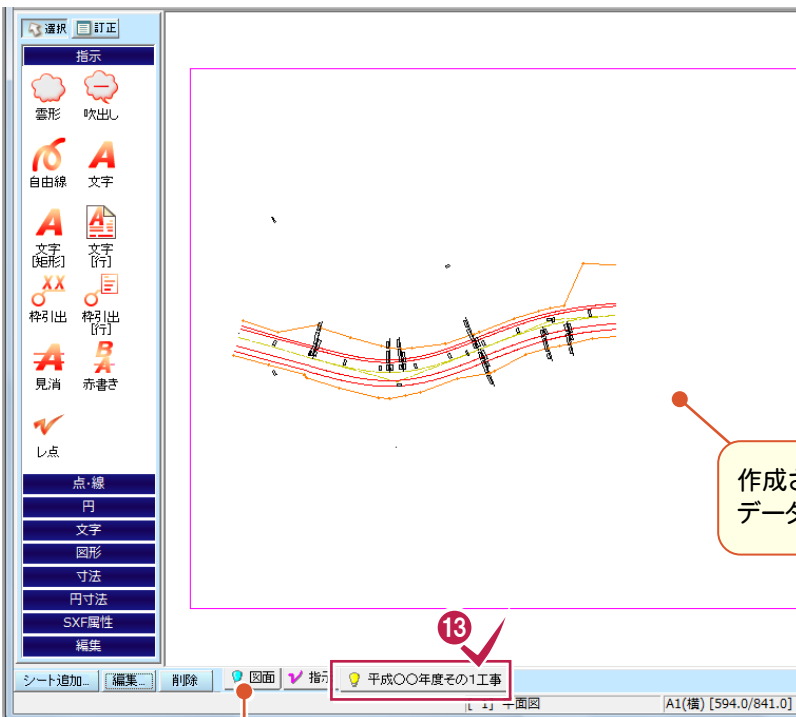 選択 訂正
指示
雲形 吹出し
自由線 文字
文字[矩形] 文字[行]
枠引出 枠引出[行]
見消 赤書き
レ点
点・線
円
文字
図形
寸法
円寸法
SXF属性
編集
作成さ
データ
⓭
シート追加... 編集... 削除 図面 指示 平成○○年度その1工事
[ 1] 平面図 A1(横) [594.0/841.0]